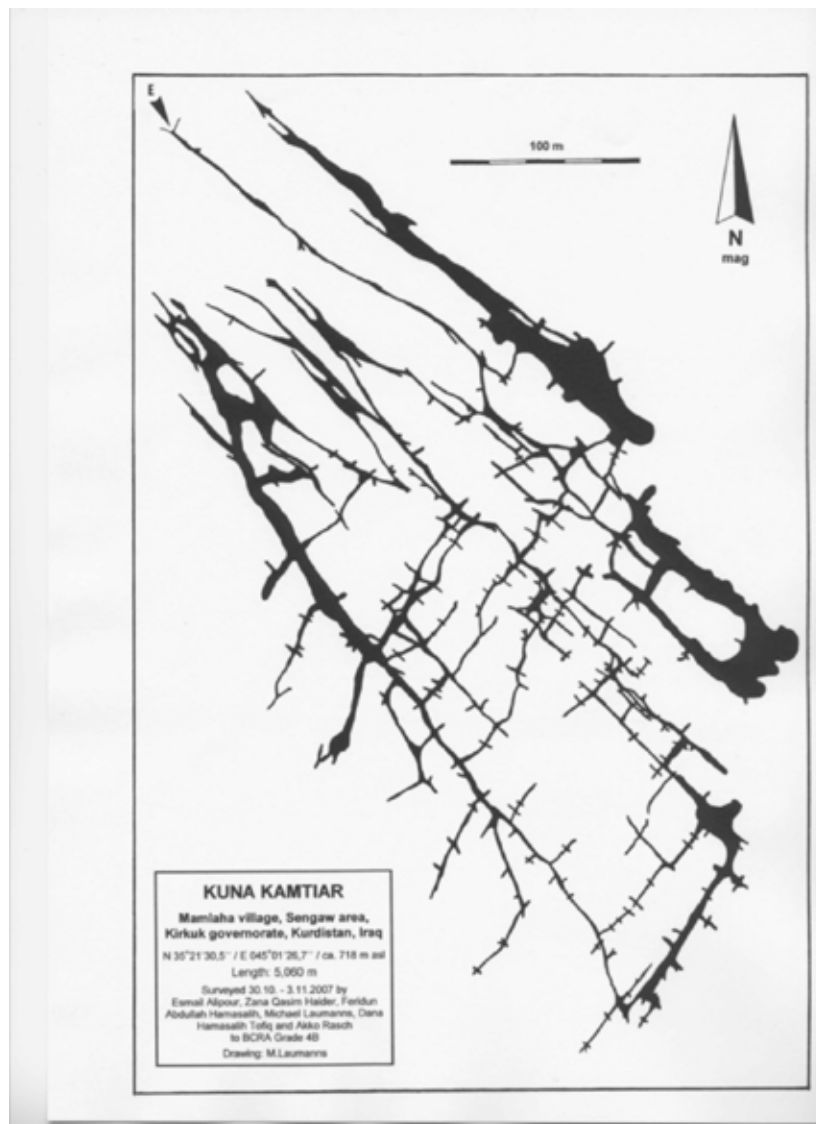 E
100 m
N
mag
KUNA KAMTIAR
Mamlaha village, Sengaw area,
Kirkuk governorate, Kurdistan, Iraq
N 35°21´30,5´´ / E 045°01´26,7´´ / ca. 718 m asl
Length: 5,060 m
Surveyed 30.10. - 3.11.2007 by
Esmail Alipour, Zana Qasim Haider, Feridun
Abdullah Hamasalih, Michael Laumanns, Dana
Hamasalih Tofiq and Akko Rasch
to BCRA Grade 4B
Drawing: M.Laumanns